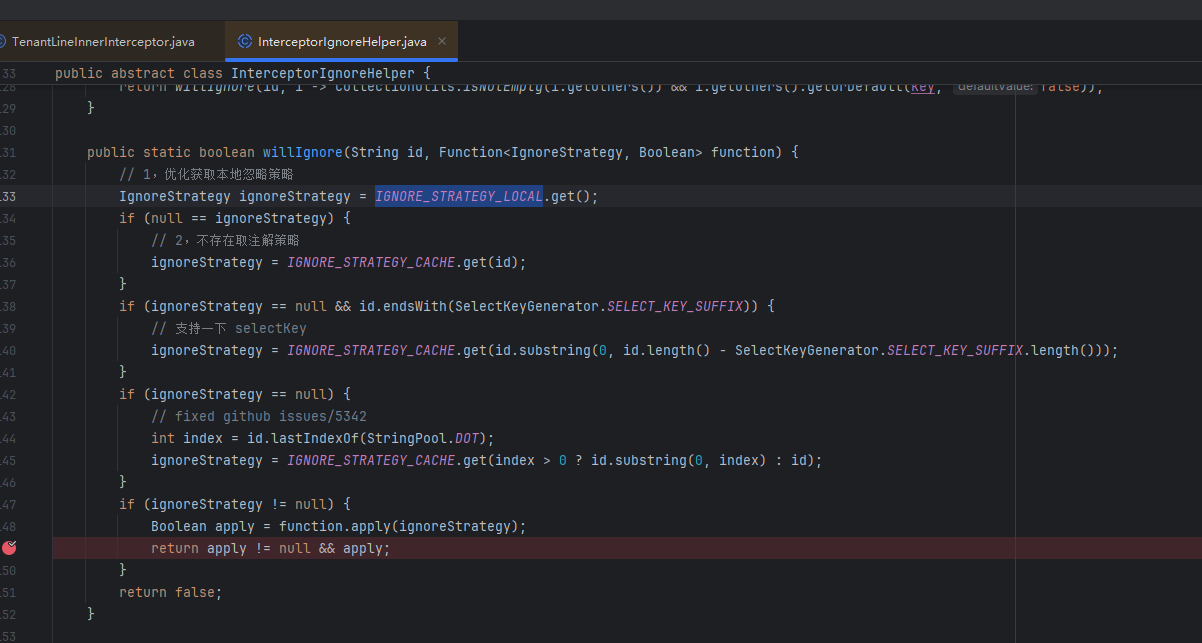 TenantLineInnerInterceptor.java
InterceptorIgnoreHelper.java ×
33 public abstract class InterceptorIgnoreHelper {
128 return willIgnore(id, i -> CollectionUtils.isNotEmpty(i.getOthers()) && i.getOthers().getOrDefault(key, defaultValue: false));
29 }
30
31 public static boolean willIgnore(String id, Function<IgnoreStrategy, Boolean> function) {
32 // 1，优化获取本地忽略策略
33 IgnoreStrategy ignoreStrategy = IGNORE_STRATEGY_LOCAL.get();
34 if (null == ignoreStrategy) {
35 // 2，不存在取注解策略
36 ignoreStrategy = IGNORE_STRATEGY_CACHE.get(id);
37 }
38 if (ignoreStrategy == null && id.endsWith(SelectKeyGenerator.SELECT_KEY_SUFFIX)) {
39 // 支持一下 selectKey
40 ignoreStrategy = IGNORE_STRATEGY_CACHE.get(id.substring(0, id.length() - SelectKeyGenerator.SELECT_KEY_SUFFIX.length()));
41 }
42 if (ignoreStrategy == null) {
43 // fixed github issues/5342
44 int index = id.lastIndexOf(StringPool.DOT);
45 ignoreStrategy = IGNORE_STRATEGY_CACHE.get(index > 0 ? id.substring(0, index) : id);
46 }
47 if (ignoreStrategy != null) {
48 Boolean apply = function.apply(ignoreStrategy);
return apply != null && apply;
50 }
51 return false;
52 }
53